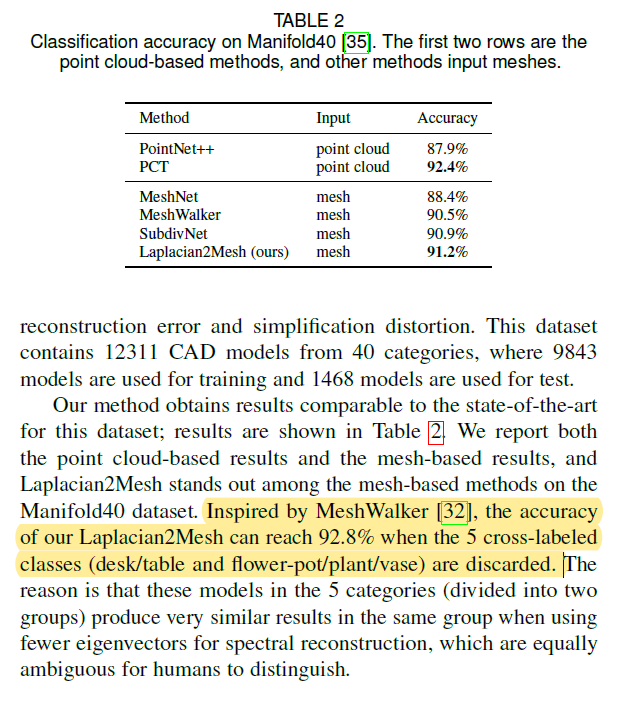 TABLE 2
Classification accuracy on Manifold40 [35]. The first two rows are the
point cloud-based methods, and other methods input meshes.
Method Input Accuracy
PointNet++ point cloud 87.9%
PCT point cloud 92.4%
MeshNet mesh 88.4%
MeshWalker mesh 90.5%
SubdivNet mesh 90.9%
Laplacian2Mesh (ours) mesh 91.2%
reconstruction error and simplification distortion. This dataset
contains 12311 CAD models from 40 categories, where 9843
models are used for training and 1468 models are used for test.
Our method obtains results comparable to the state-of-the-art
for this dataset; results are shown in Table 2. We report both
the point cloud-based results and the mesh-based results, and
Laplacian2Mesh stands out among the mesh-based methods on the
Manifold40 dataset. Inspired by MeshWalker [32], the accuracy
of our Laplacian2Mesh can reach 92.8% when the 5 cross-labeled
classes (desk/table and flower-pot/plant/vase) are discarded. The
reason is that these models in the 5 categories (divided into two
groups) produce very similar results in the same group when using
fewer eigenvectors for spectral reconstruction, which are equally
ambiguous for humans to distinguish.